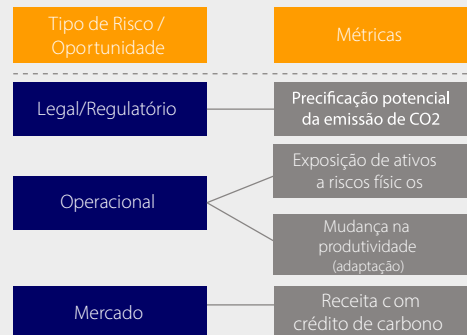 Tipo de Risco /
Oportunidade
Métricas
Legal/Regulatório
Precificação potencial
da emissão de CO2
Operacional
Exposição de ativos
a riscos físic os
Mudança na
produtividade
(adaptação)
Mercado
Receita c om
crédito de carbono